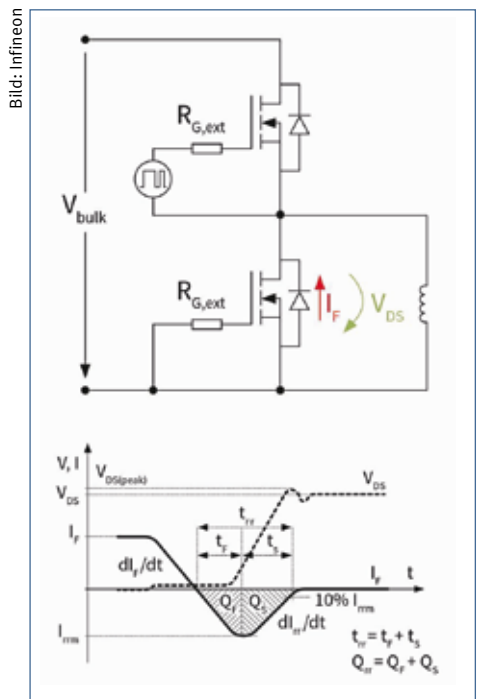 Bild: Infineon
R_G,ext
V_bulk
R_G,ext
I_F
V_DS
V, I
V_DS(peak)
V_DS
V_DS
t_rr
I_F
t_F
t_S
dI_F/dt
I_F
t
Q_F
Q_S
10% I_rrm
dI_rr/dt
I_rrm
t_rr = t_F + t_S
Q_rr = Q_F + Q_S